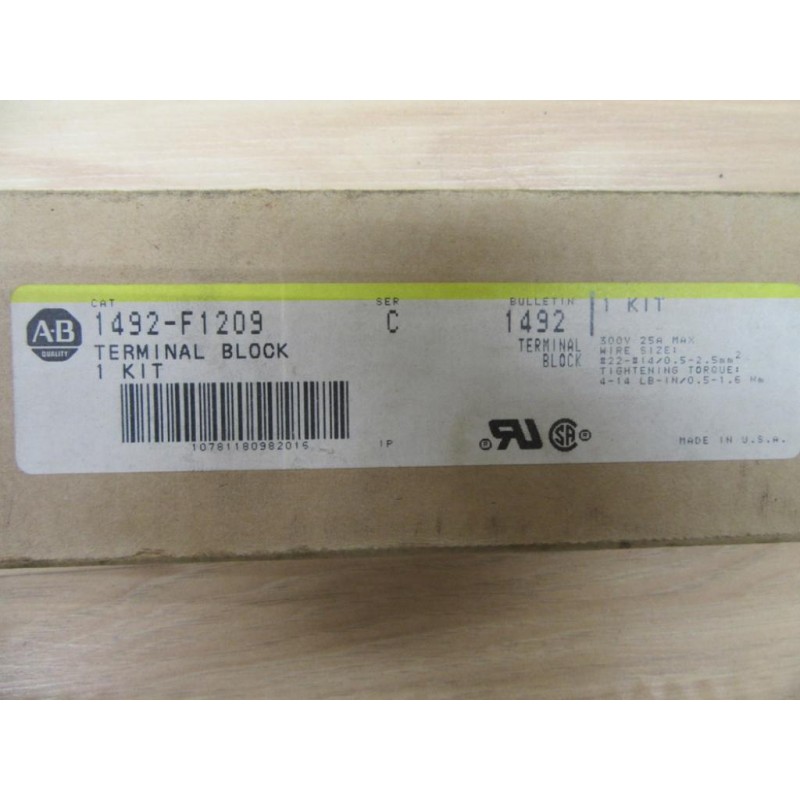 CAT
1492-F1209
TERMINAL BLOCK
1 KIT
A-B
QUALITY
10781180982015
SER
C
IP
BULLETIN
1492
TERMINAL
BLOCK
1 KIT
300V 25A MAX
WIRE SIZE:
#22-#14/0.5-2.5mm²
TIGHTENING TORQUE:
4-14 LB-IN/0.5-1.6 Nm
MADE IN U.S.A.